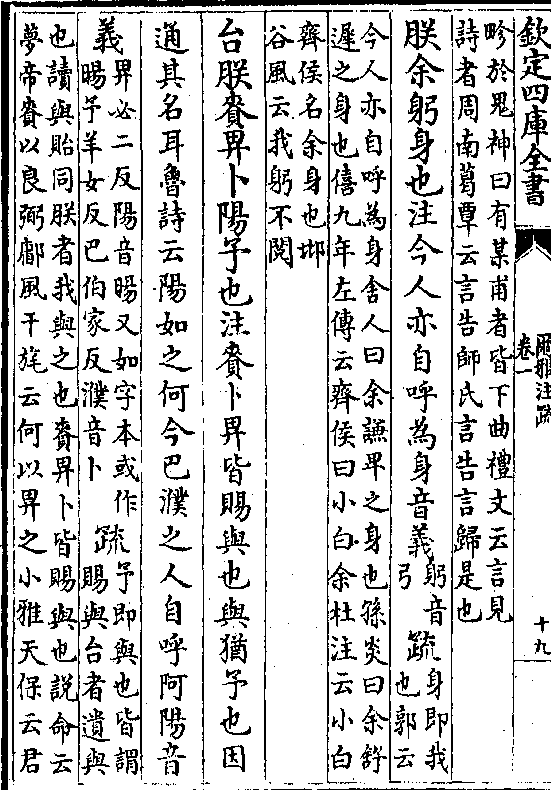 欽定四庫全書
爾雅注疏
卷一
十九
畛於鬼神曰有某甫者皆下曲禮文云言見
詩者周南葛覃云言告師氏言告言歸是也
朕余躬身也注今人亦自呼為身音義躬音弓疏身即我也郭云
今人亦自呼為身舍人曰余謙卑之身也孫炎曰余舒
遲之身也僖九年左傳云齊侯曰小白余杜注云小白
齊侯名余身也邶
谷風云我躬不閱
台朕賚畀卜陽予也注賚卜畀皆賜與也與猶予也因
通其名耳魯詩云陽如之何今巴濮之人自呼阿陽音
義畀必二反陽音暘又如字本或作暘予羊女反巴伯家反濮音卜疏予即與也皆謂賜與台者遺與
也讀與貽同朕者我與之也賚畀卜皆賜與也說命云
夢帝賚以良弼鄘風干旄云何以畀之小雅天保云君